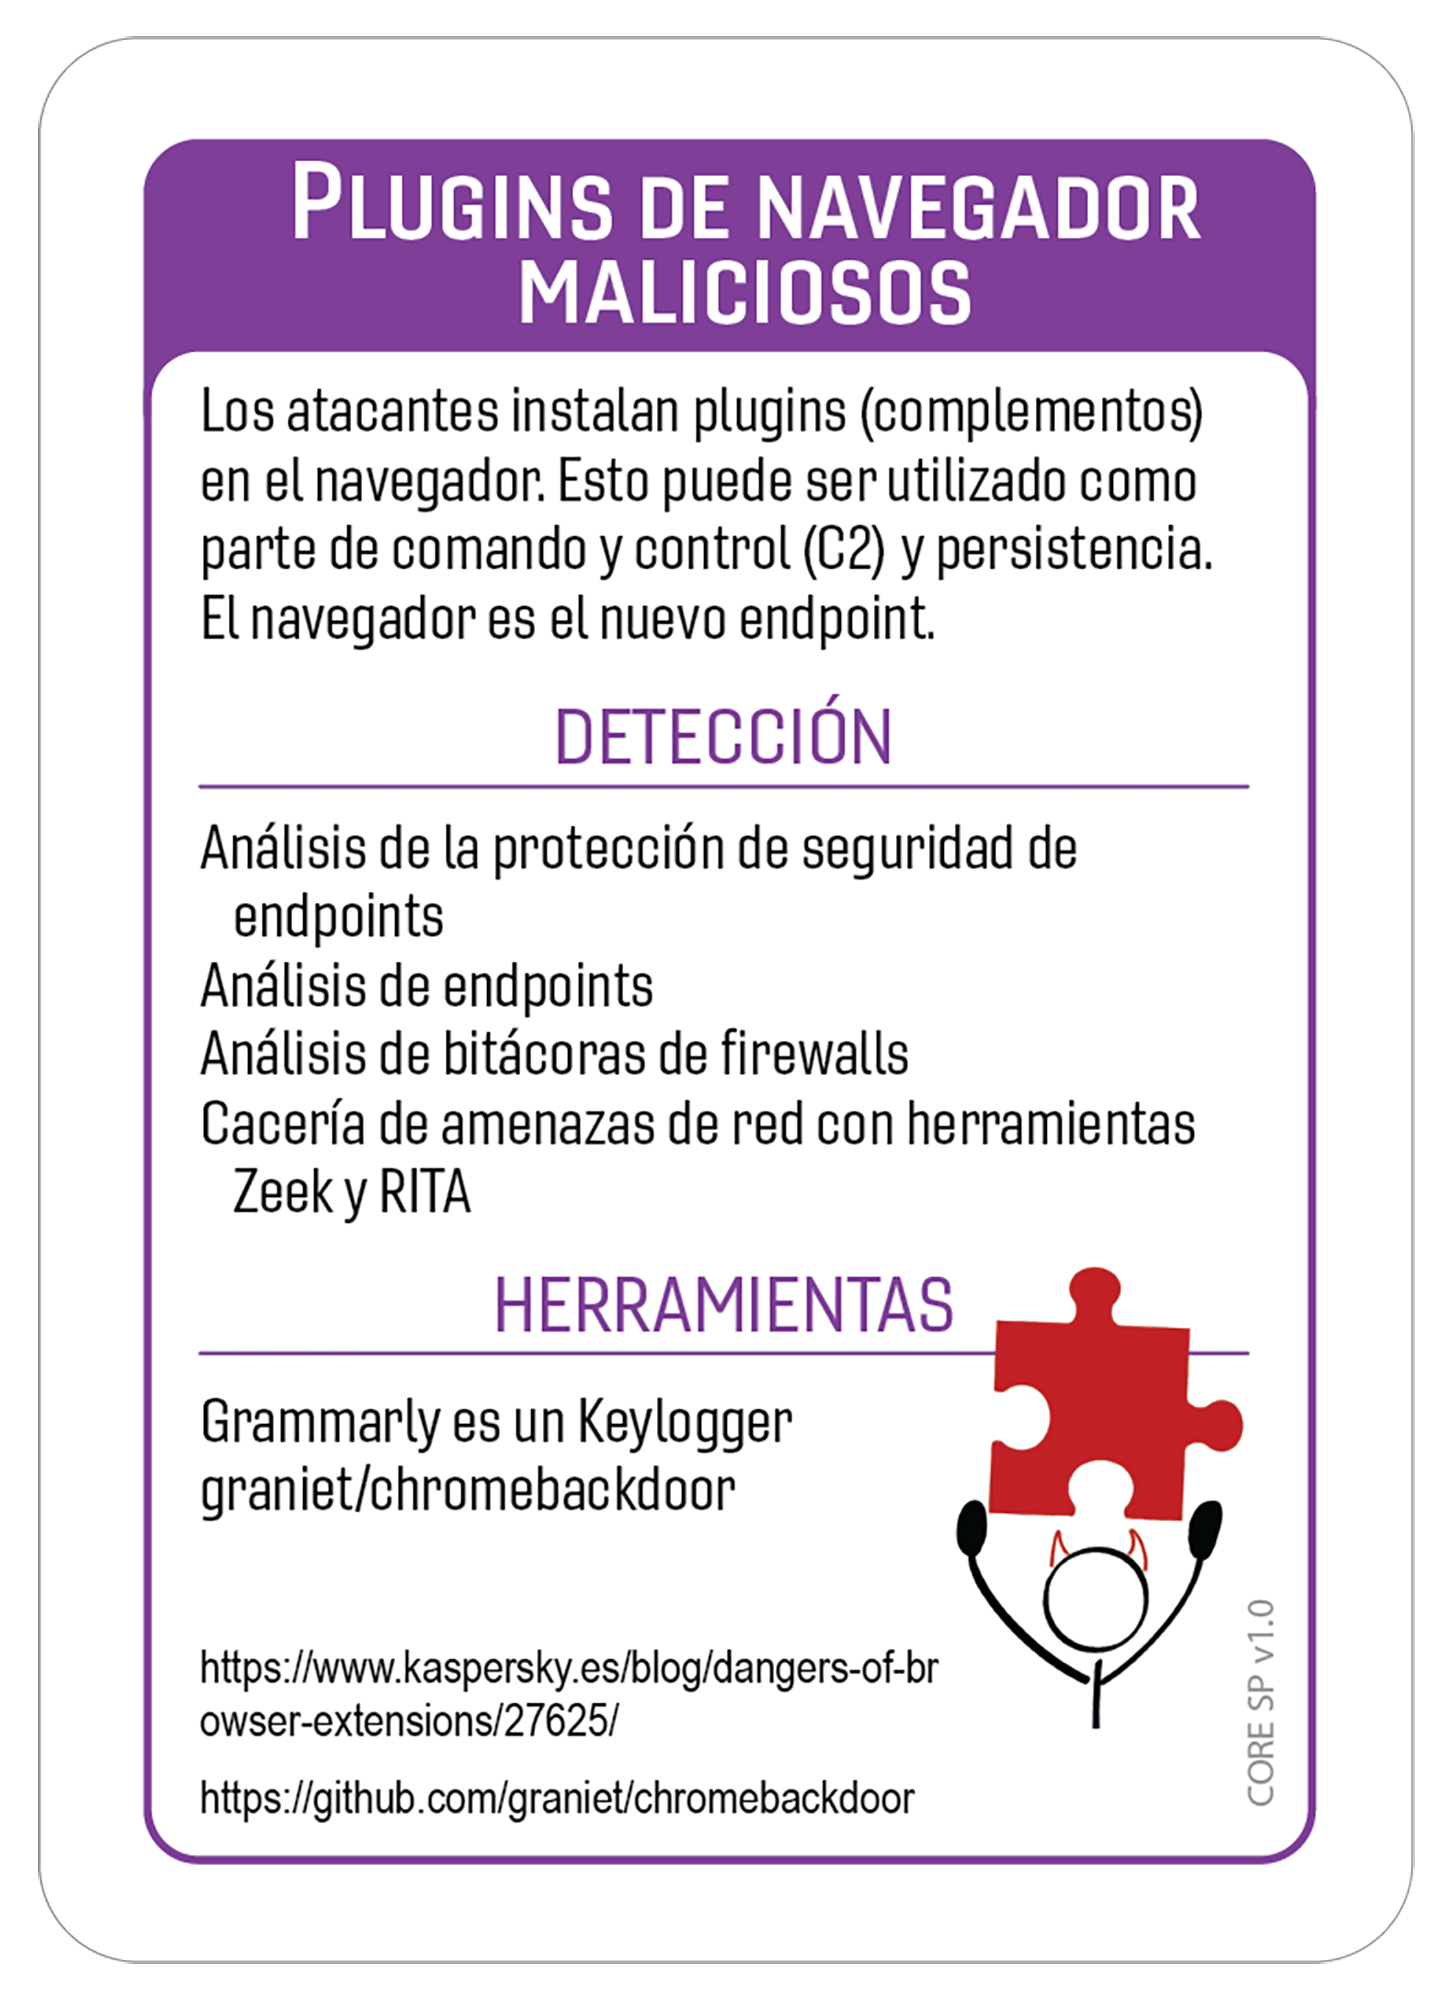 PLUGINS DE NAVEGADOR
MALICIOSOS
Los atacantes instalan plugins (complementos)
en el navegador. Esto puede ser utilizado como
parte de comando y control (C2) y persistencia.
El navegador es el nuevo endpoint.
DETECCIÓN
Análisis de la protección de seguridad de
endpoints
Análisis de endpoints
Análisis de bitácoras de firewalls
Cacería de amenazas de red con herramientas
Zeek y RITA
HERRAMIENTAS
Grammarly es un Keylogger
graniet/chromebackdoor
https://www.kaspersky.es/blog/dangers-of-br
owser-extensions/27625/
https://github.com/graniet/chromebackdoor
CORE SP v1.0